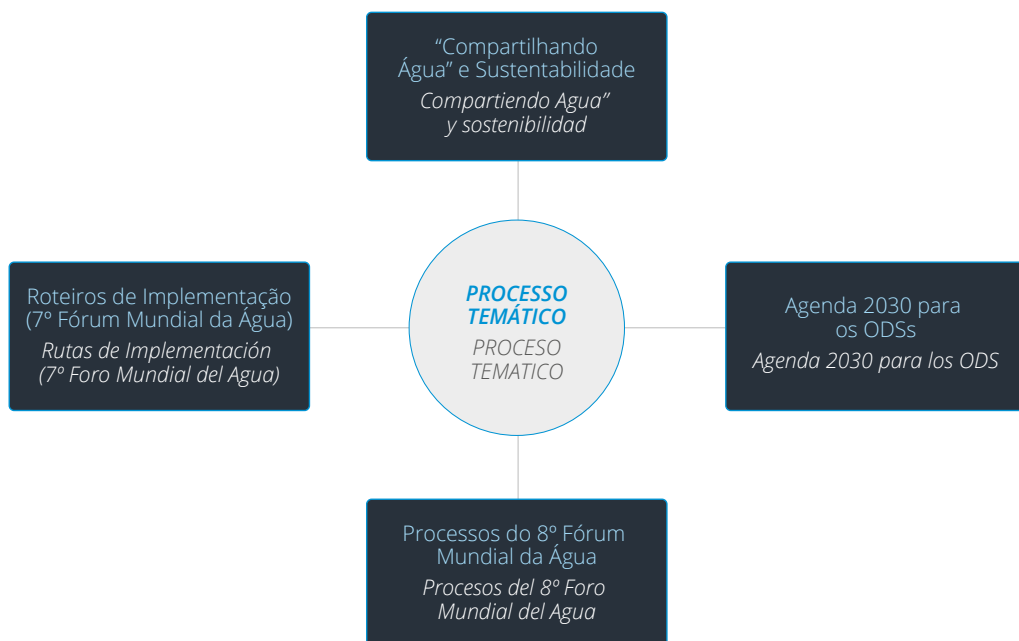 “Compartilhando
Água” e Sustentabilidade
Compartiendo Agua”
y sostenibilidad
Roteiros de Implementação
(7º Fórum Mundial da Água)
Rutas de Implementación
(7º Foro Mundial del Agua)
PROCESSO
TEMÁTICO
PROCESO
TEMATICO
Agenda 2030 para
os ODSs
Agenda 2030 para los ODS
Processos do 8º Fórum
Mundial da Água
Procesos del 8º Foro
Mundial del Agua